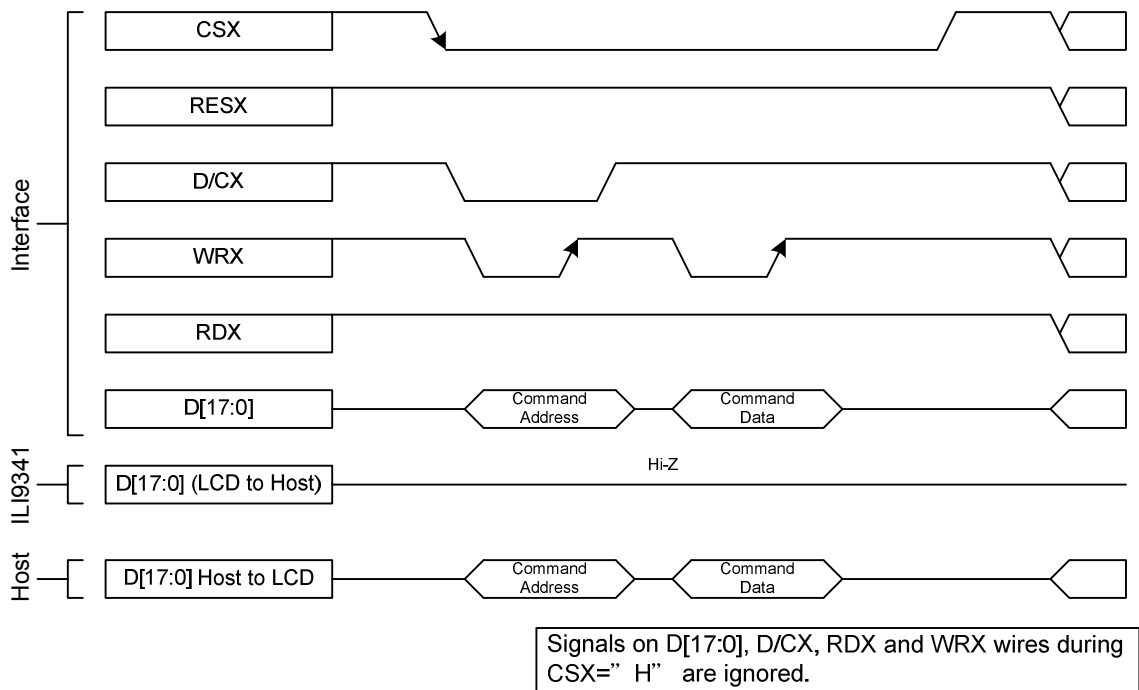 Interface
CSX
RESX
D/CX
WRX
RDX
D[17:0]
Command
Address
Command
Data
ILI9341
D[17:0] (LCD to Host)
Hi-Z
Host
D[17:0] Host to LCD
Command
Address
Command
Data
Signals on D[17:0], D/CX, RDX and WRX wires during
CSX=” H” are ignored.